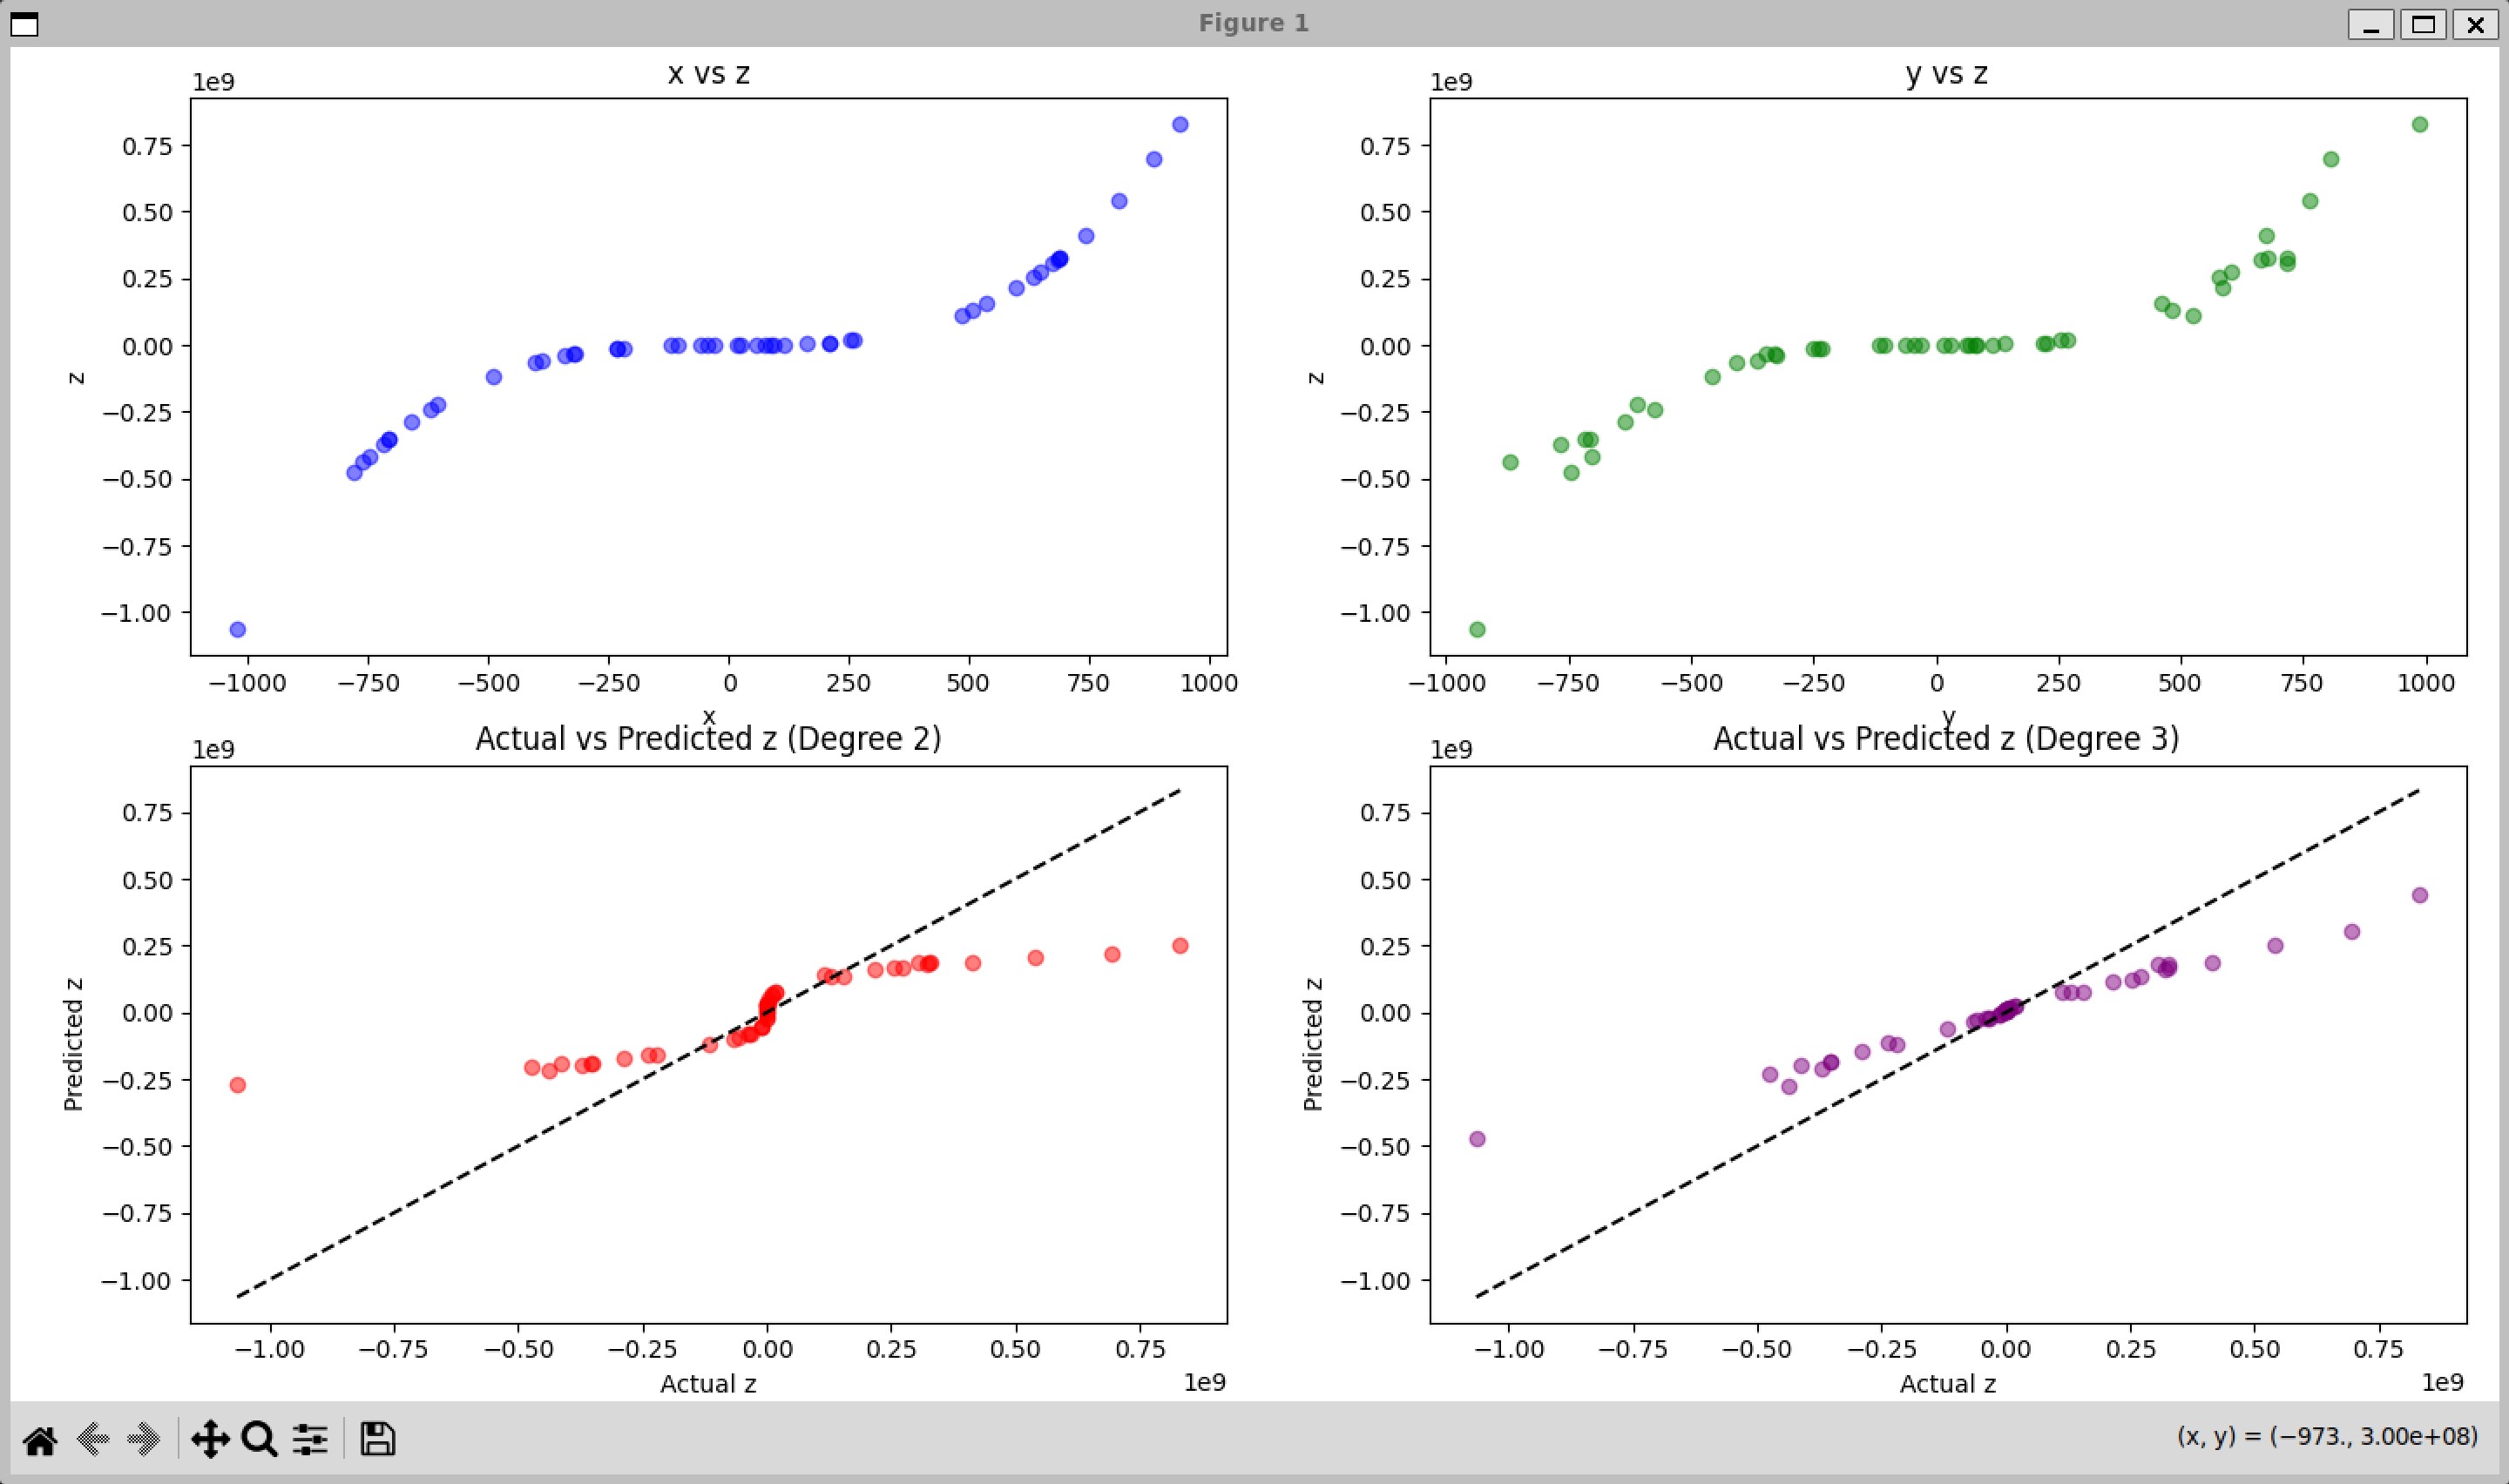 Figure 1
x vs z
1e9
0.75
0.50
0.25
0.00
−0.25
−0.50
−0.75
−1.00
z
−1000 −750 −500 −250 0 250 500 750 1000
x
y vs z
1e9
0.75
0.50
0.25
0.00
−0.25
−0.50
−0.75
−1.00
z
−1000 −750 −500 −250 0 250 500 750 1000
y
Actual vs Predicted z (Degree 2)
1e9
0.75
0.50
0.25
0.00
−0.25
−0.50
−0.75
−1.00
Predicted z
−1.00 −0.75 −0.50 −0.25 0.00 0.25 0.50 0.75
Actual z
1e9
Actual vs Predicted z (Degree 3)
1e9
0.75
0.50
0.25
0.00
−0.25
−0.50
−0.75
−1.00
Predicted z
−1.00 −0.75 −0.50 −0.25 0.00 0.25 0.50 0.75
Actual z
1e9
(x, y) = (−973., 3.00e+08)